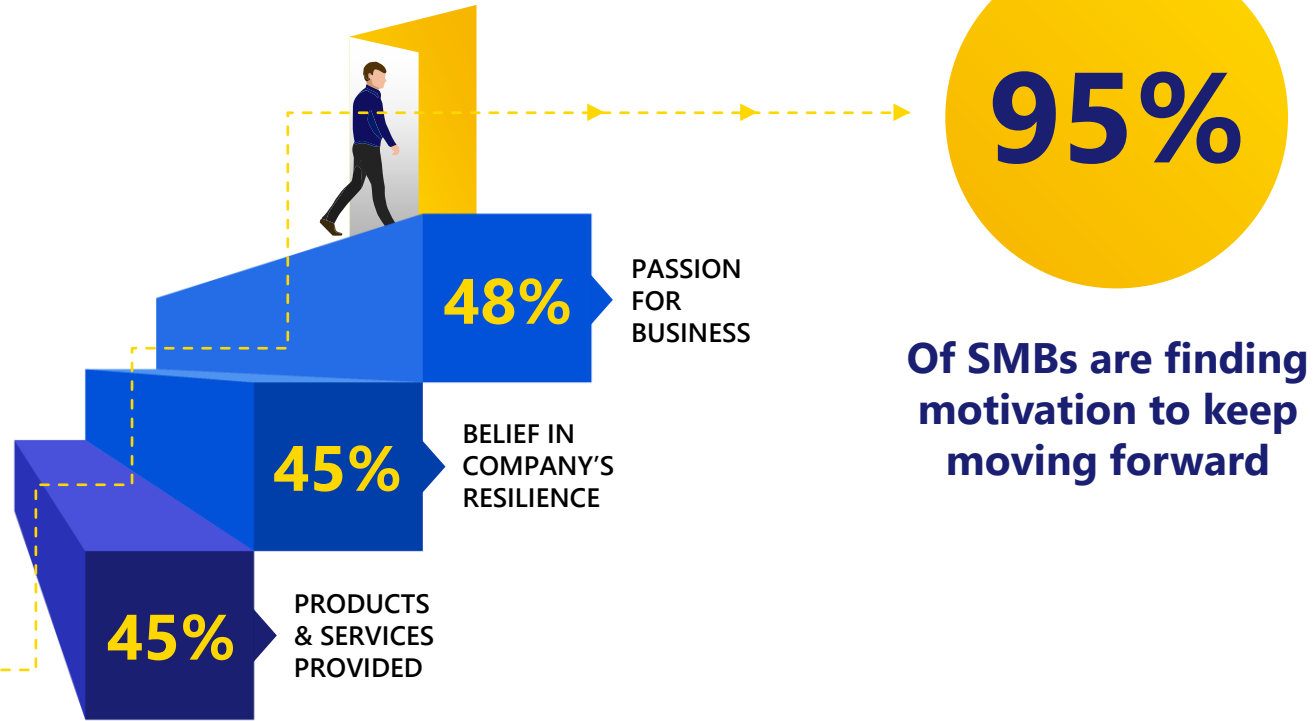 95%
Of SMBs are finding
motivation to keep
moving forward
48%
PASSION
FOR
BUSINESS
45%
BELIEF IN
COMPANY’S
RESILIENCE
45%
PRODUCTS
& SERVICES
PROVIDED